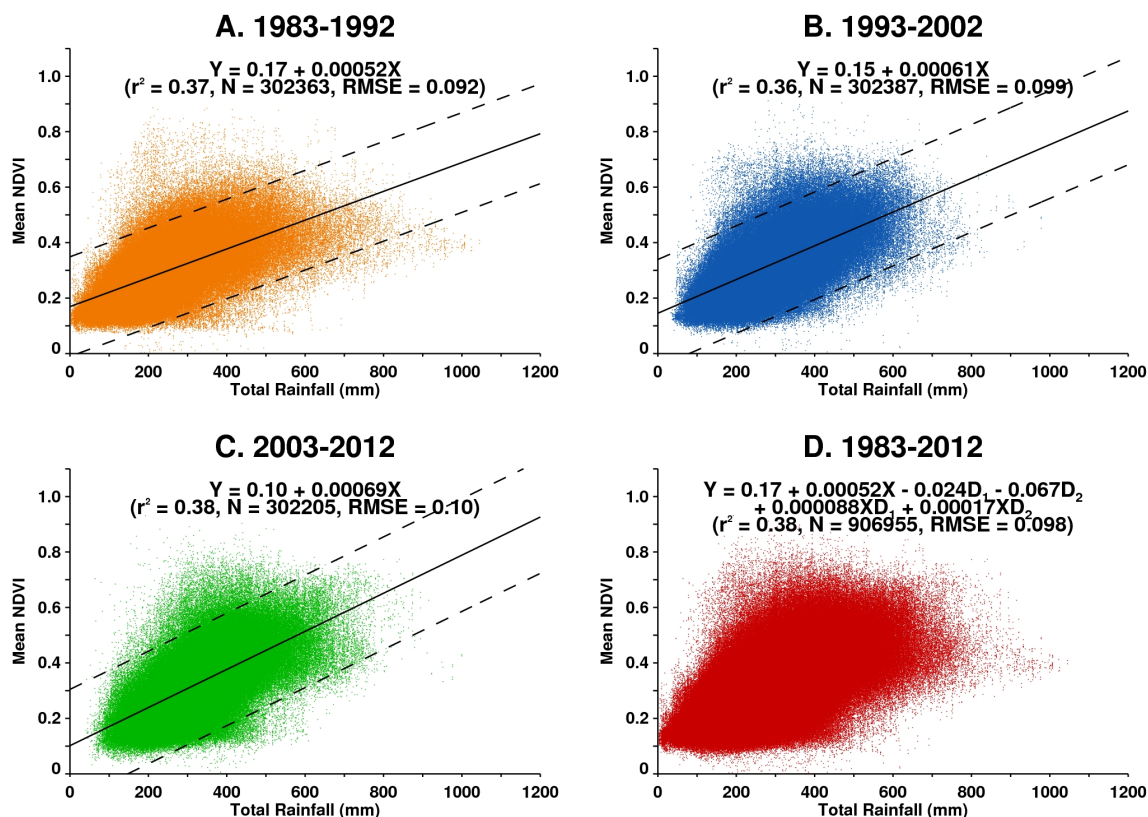 A. 1983-1992
Y = 0.17 + 0.00052X
(r² = 0.37, N = 302363, RMSE = 0.092)
Mean NDVI
1.0
0.8
0.6
0.4
0.2
0
0 200 400 600 800 1000 1200
Total Rainfall (mm)
B. 1993-2002
Y = 0.15 + 0.00061X
(r² = 0.36, N = 302387, RMSE = 0.099)
Mean NDVI
1.0
0.8
0.6
0.4
0.2
0
0 200 400 600 800 1000 1200
Total Rainfall (mm)
C. 2003-2012
Y = 0.10 + 0.00069X
(r² = 0.38, N = 302205, RMSE = 0.10)
Mean NDVI
1.0
0.8
0.6
0.4
0.2
0
0 200 400 600 800 1000 1200
Total Rainfall (mm)
D. 1983-2012
Y = 0.17 + 0.00052X - 0.024D₁ - 0.067D₂
+ 0.000088XD₁ + 0.00017XD₂
(r² = 0.38, N = 906955, RMSE = 0.098)
Mean NDVI
1.0
0.8
0.6
0.4
0.2
0
0 200 400 600 800 1000 1200
Total Rainfall (mm)